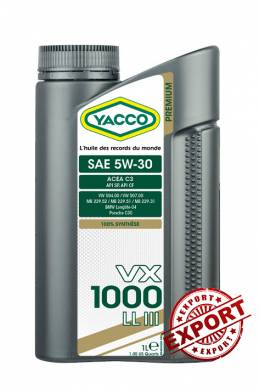 YACCO
L'huile des records du monde
PREMIUM
SAE 5W-30
ACEA C3
API SP, API CF
VW 504.00 / VW 507.00
MB 229.52 / MB 229.51 / MB 229.31
BMW Longlife-04
Porsche C30
100% SYNTHÈSE
VX
1000
LL III
1L e
EXPORT
EXPORT
EXPORT